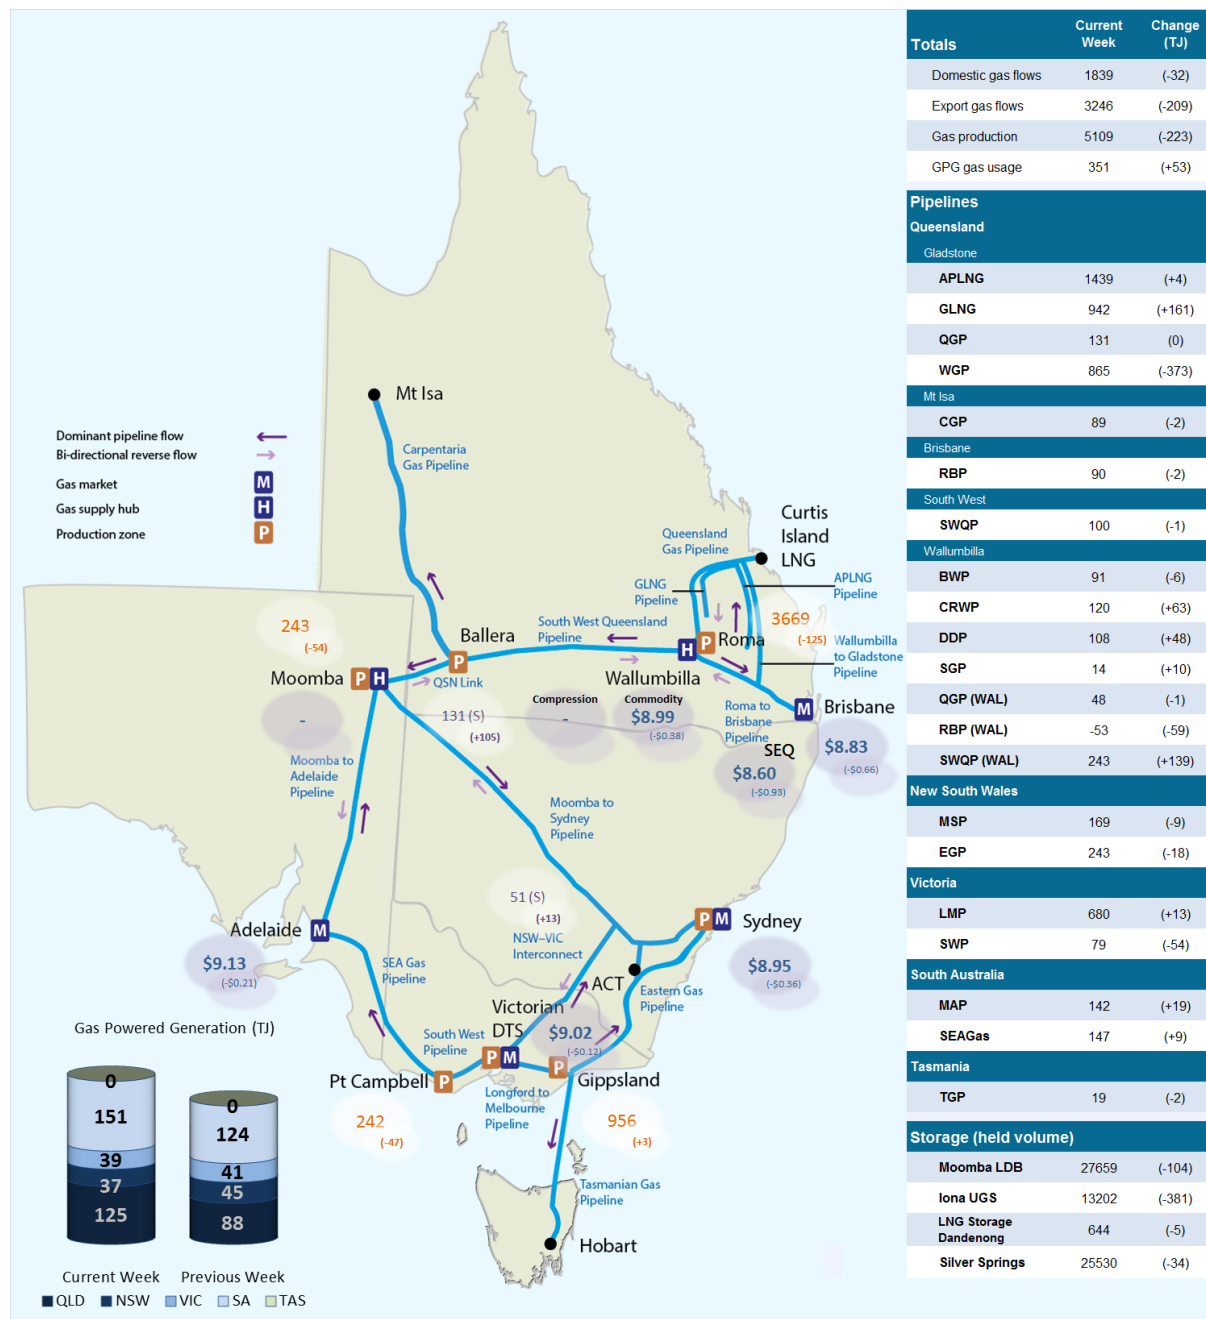 Mt Isa
Dominant pipeline flow
Bi-directional reverse flow
Gas market
M
Gas supply hub
H
Production zone
P
Carpentaria
Gas Pipeline
Curtis
Island
LNG
Queensland
Gas Pipeline
GLNG
Pipeline
APLNG
Pipeline
243
(-54)
3669
(-125)
South West Queensland
Pipeline
Ballera
P
H
P
Roma
Wallumbilla
to Gladstone
Pipeline
Moomba
P
H
QSN Link
Wallumbilla
-
131 (S)
(+105)
Compression
-
Commodity
$8.99
(-$0.38)
Roma to
Brisbane
Pipeline
M
Brisbane
$8.83
(-$0.66)
SEQ
$8.60
(-$0.93)
Moomba to
Adelaide
Pipeline
Moomba to
Sydney
Pipeline
51 (S)
(+13)
NSW–VIC
Interconnect
P
M
Sydney
$8.95
(-$0.36)
Adelaide
M
$9.13
(-$0.21)
SEA Gas
Pipeline
ACT
Eastern Gas
Pipeline
Victorian
DTS
$9.02
(-$0.12)
South West
Pipeline
P
M
P
Gippsland
Pt Campbell
P
242
(-47)
Longford to
Melbourne
Pipeline
956
(+3)
Tasmanian Gas
Pipeline
Hobart
Gas Powered Generation (TJ)
0
151
39
37
125
0
124
41
45
88
Current Week
Previous Week
QLD
NSW
VIC
SA
TAS
Totals Current Week Change (TJ)
Domestic gas flows 1839 (-32)
Export gas flows 3246 (-209)
Gas production 5109 (-223)
GPG gas usage 351 (+53)
Pipelines
Queensland
Gladstone
APLNG 1439 (+4)
GLNG 942 (+161)
QGP 131 (0)
WGP 865 (-373)
Mt Isa
CGP 89 (-2)
Brisbane
RBP 90 (-2)
South West
SWQP 100 (-1)
Wallumbilla
BWP 91 (-6)
CRWP 120 (+63)
DDP 108 (+48)
SGP 14 (+10)
QGP (WAL) 48 (-1)
RBP (WAL) -53 (-59)
SWQP (WAL) 243 (+139)
New South Wales
MSP 169 (-9)
EGP 243 (-18)
Victoria
LMP 680 (+13)
SWP 79 (-54)
South Australia
MAP 142 (+19)
SEAGas 147 (+9)
Tasmania
TGP 19 (-2)
Storage (held volume)
Moomba LDB 27659 (-104)
Iona UGS 13202 (-381)
LNG Storage
Dandenong 644 (-5)
Silver Springs 25530 (-34)